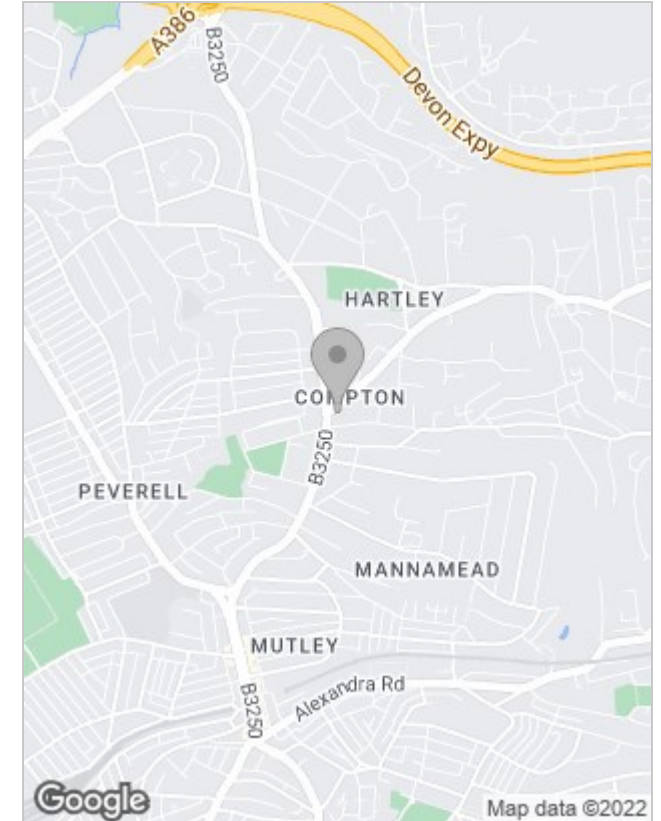 A386
B3250
Devon Expy
HARTLEY
COMPTON
B3250
PEVERELL
MANNAMEAD
MUTLEY
Alexandra Rd
B3250
Google
Map data ©2022